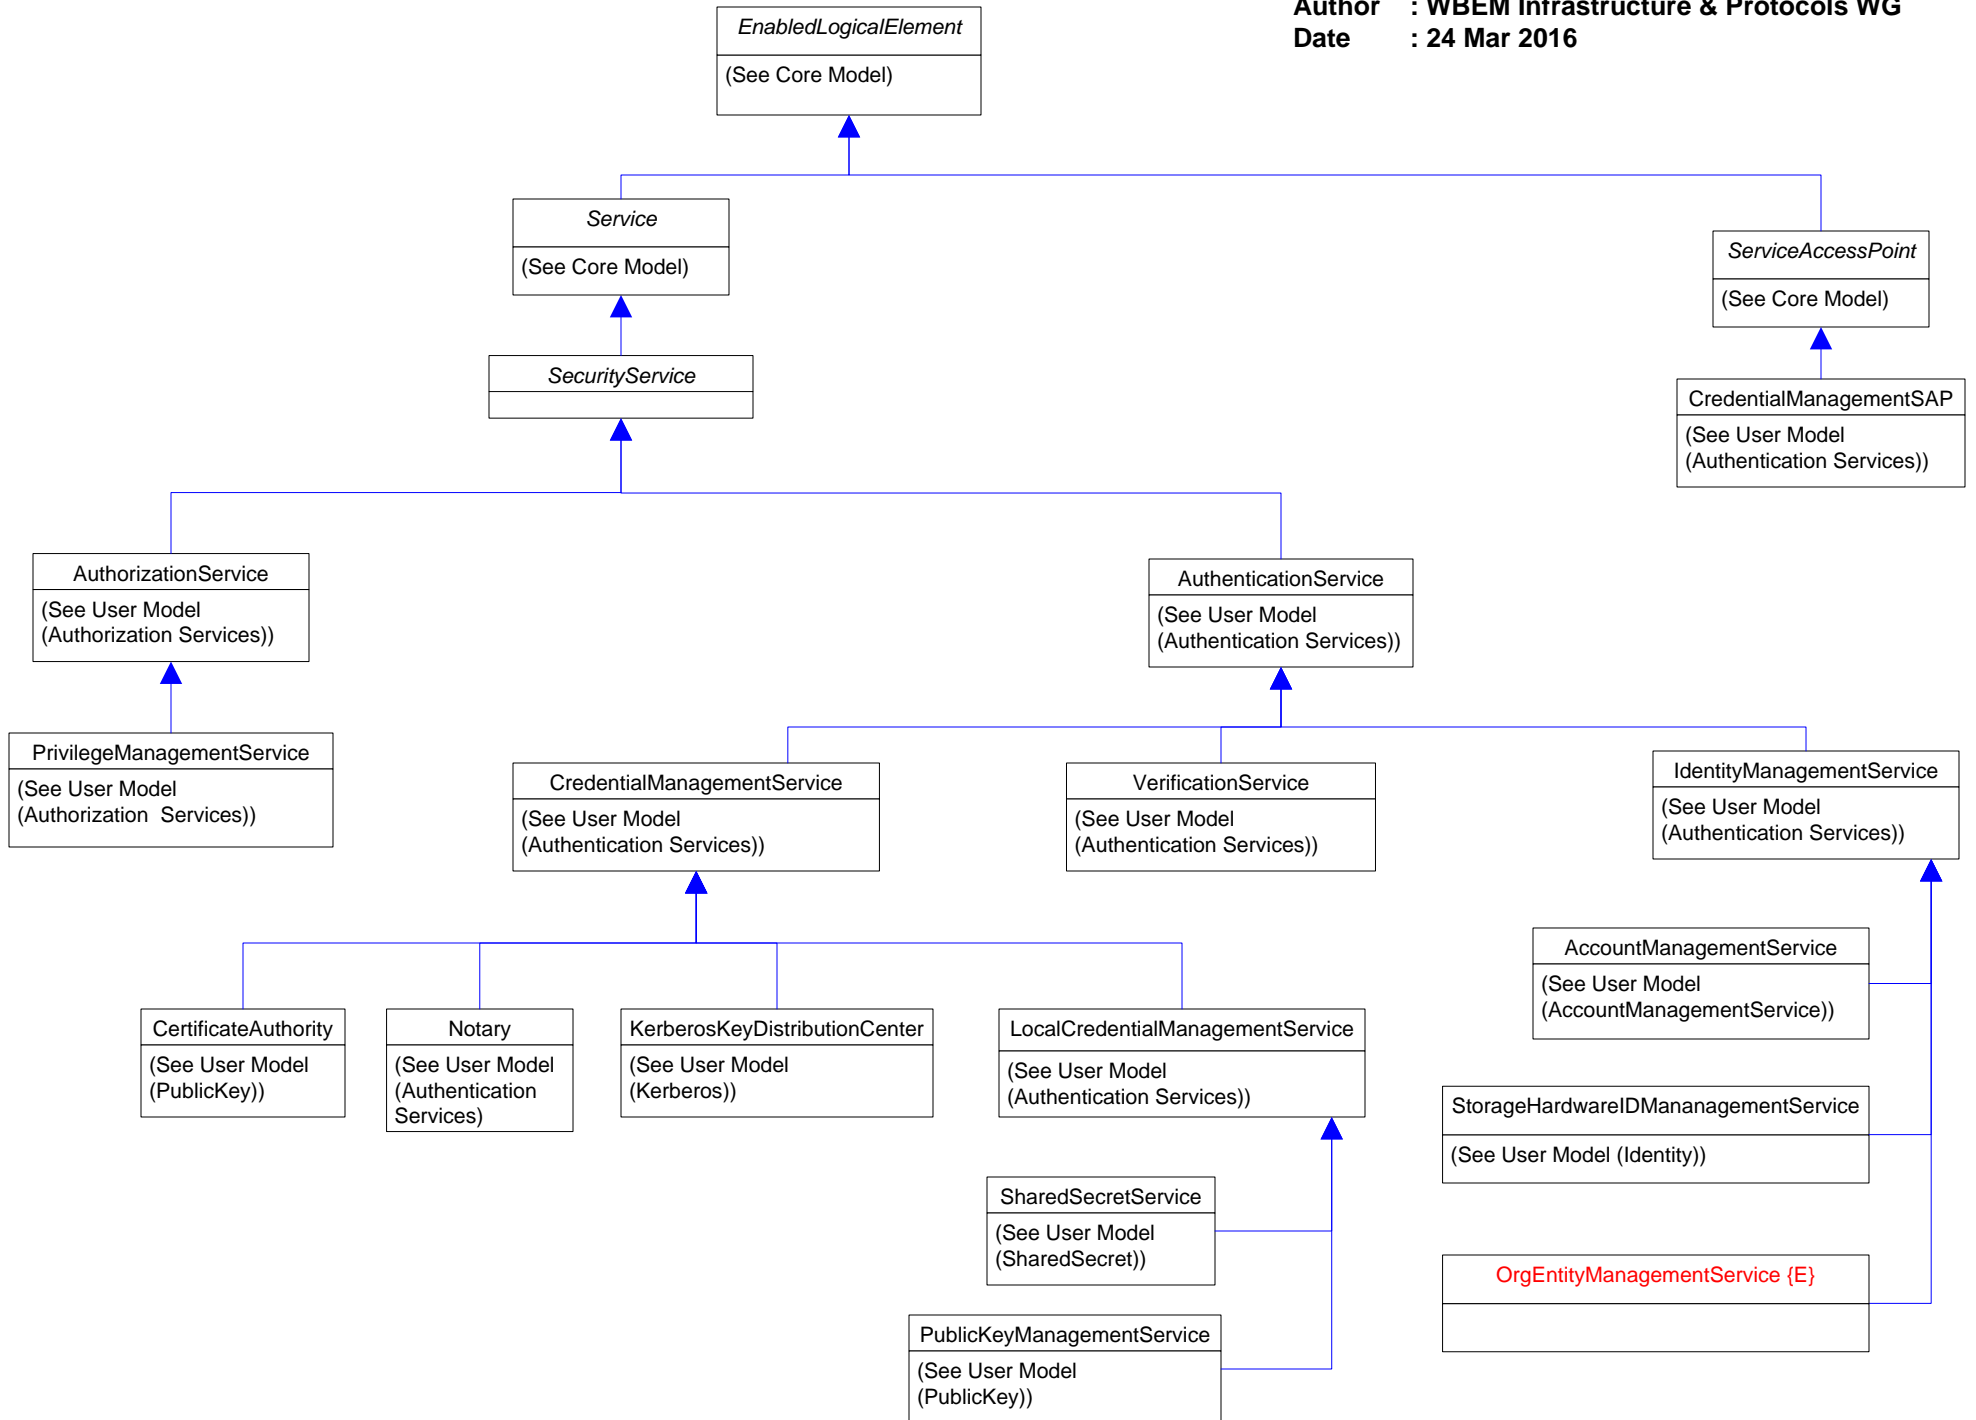 Author : WBEM Infrastructure & Protocols WG
Date : 24 Mar 2016
EnabledLogicalElement
(See Core Model)
Service
(See Core Model)
ServiceAccessPoint
(See Core Model)
SecurityService
CredentialManagementSAP
(See User Model
(Authentication Services))
AuthorizationService
(See User Model
(Authorization Services))
AuthenticationService
(See User Model
(Authentication Services))
PrivilegeManagementService
(See User Model
(Authorization  Services))
CredentialManagementService
(See User Model
(Authentication Services))
VerificationService
(See User Model
(Authentication Services))
IdentityManagementService
(See User Model
(Authentication Services))
AccountManagementService
(See User Model
(AccountManagementService))
CertificateAuthority
(See User Model
(PublicKey))
Notary
(See User Model
(Authentication
Services)
KerberosKeyDistributionCenter
(See User Model
(Kerberos))
LocalCredentialManagementService
(See User Model
(Authentication Services))
StorageHardwareIDMananagementService
(See User Model (Identity))
SharedSecretService
(See User Model
(SharedSecret))
OrgEntityManagementService {E}
PublicKeyManagementService
(See User Model
(PublicKey))